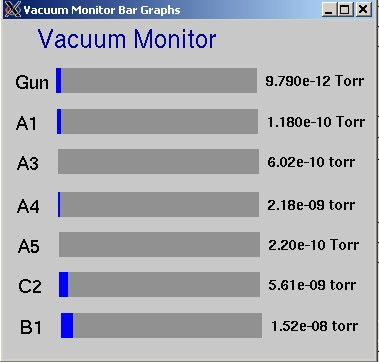 Vacuum Monitor Bar Graphs
Vacuum Monitor
Gun 9.790e-12 Torr
A1 1.180e-10 Torr
A3 6.02e-10 torr
A4 2.18e-09 torr
A5 2.20e-10 Torr
C2 5.61e-09 torr
B1 1.52e-08 torr